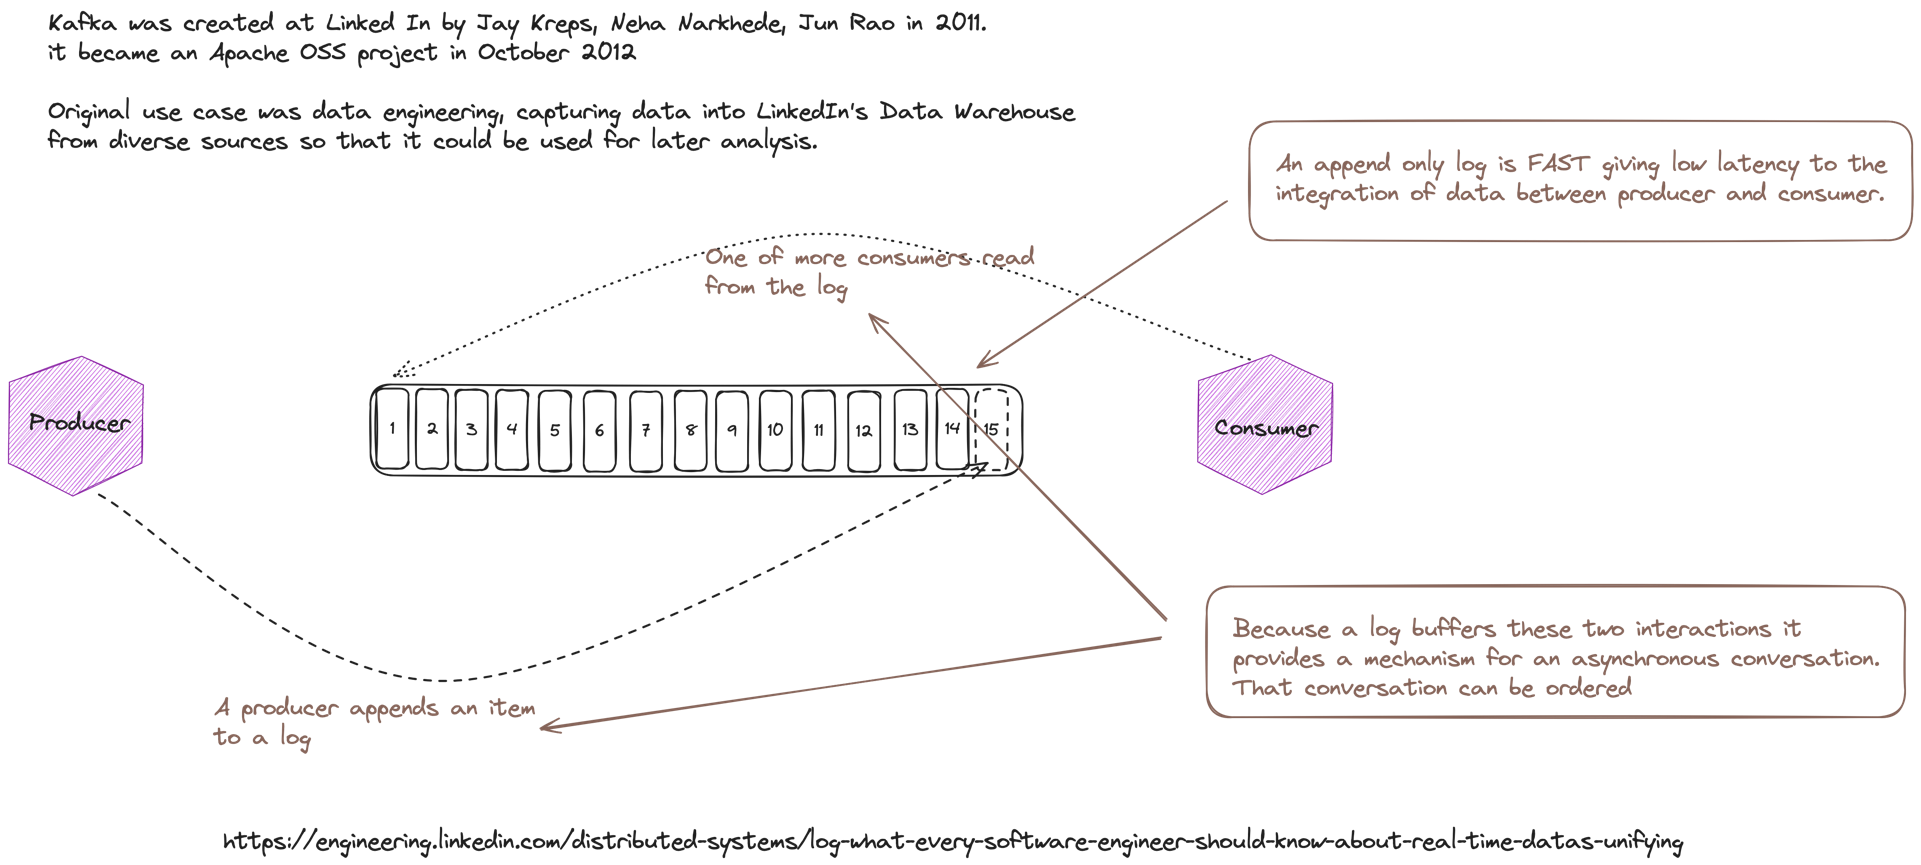 Kafka was created at Linked In by Jay Kreps, Neha Narkhede, Jun Rao in 2011.
it became an Apache OSS project in October 2012
Original use case was data engineering, capturing data into LinkedIn's Data Warehouse
from diverse sources so that it could be used for later analysis.
An append only log is FAST giving low latency to the
integration of data between producer and consumer.
One of more consumers read
from the log
Producer
1 2 3 4 5 6 7 8 9 10 11 12 13 14 15
Consumer
Because a log buffers these two interactions it
provides a mechanism for an asynchronous conversation.
That conversation can be ordered
A producer appends an item
to a log
https://engineering.linkedin.com/distributed-systems/log-what-every-software-engineer-should-know-about-real-time-datas-unifying